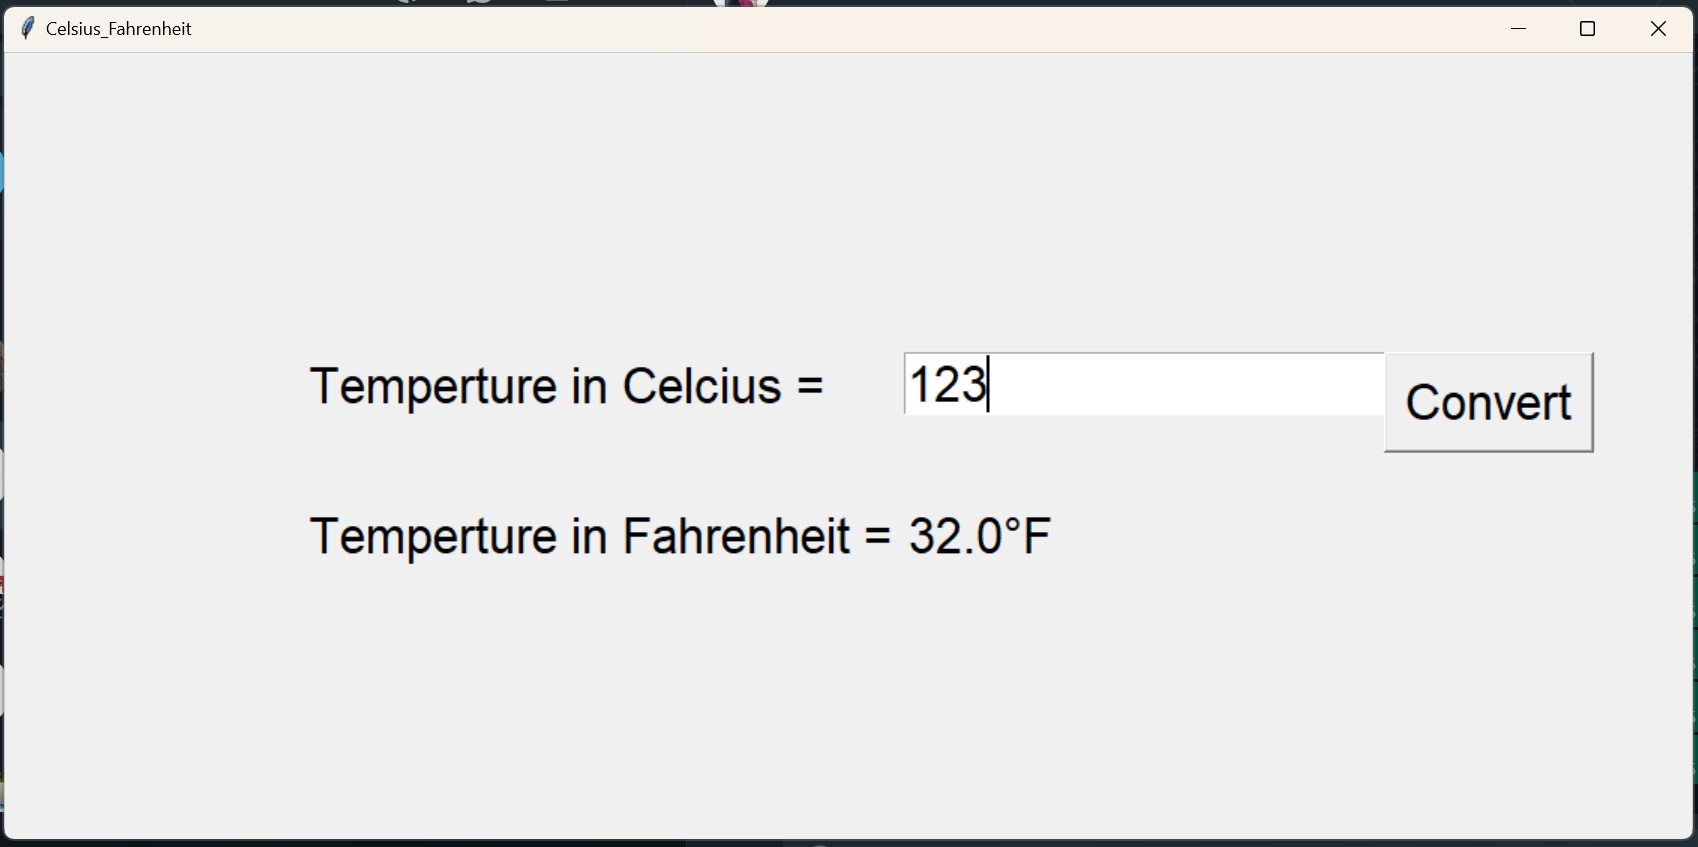 Celsius_Fahrenheit
Temperture in Celcius = 123 Convert
Temperture in Fahrenheit = 32.0°F